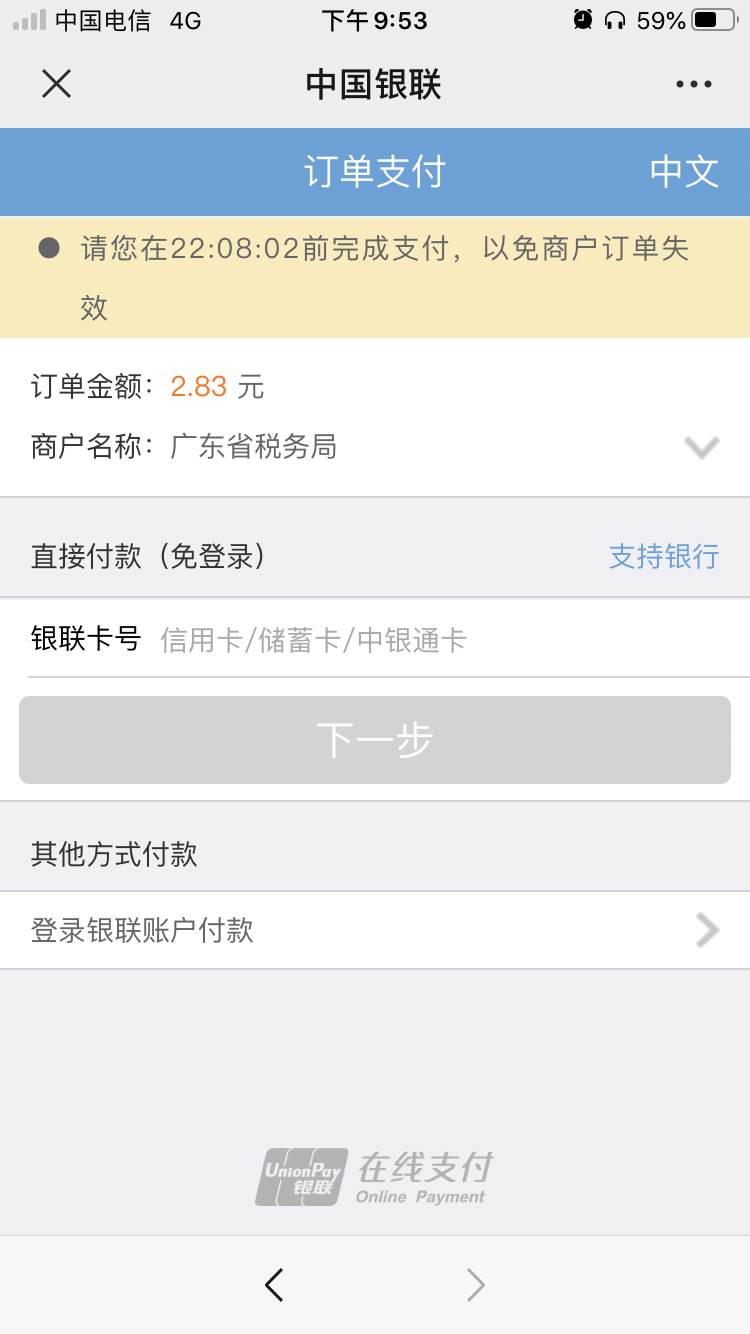 中国电信 4G 下午9:53 59%
中国银联
订单支付 中文
请您在22:08:02前完成支付，以免商户订单失
效
订单金额：2.83 元
商户名称：广东省税务局
直接付款（免登录） 支持银行
银联卡号 信用卡/储蓄卡/中银通卡
下一步
其他方式付款
登录银联账户付款
UnionPay 在线支付
银联 Online Payment